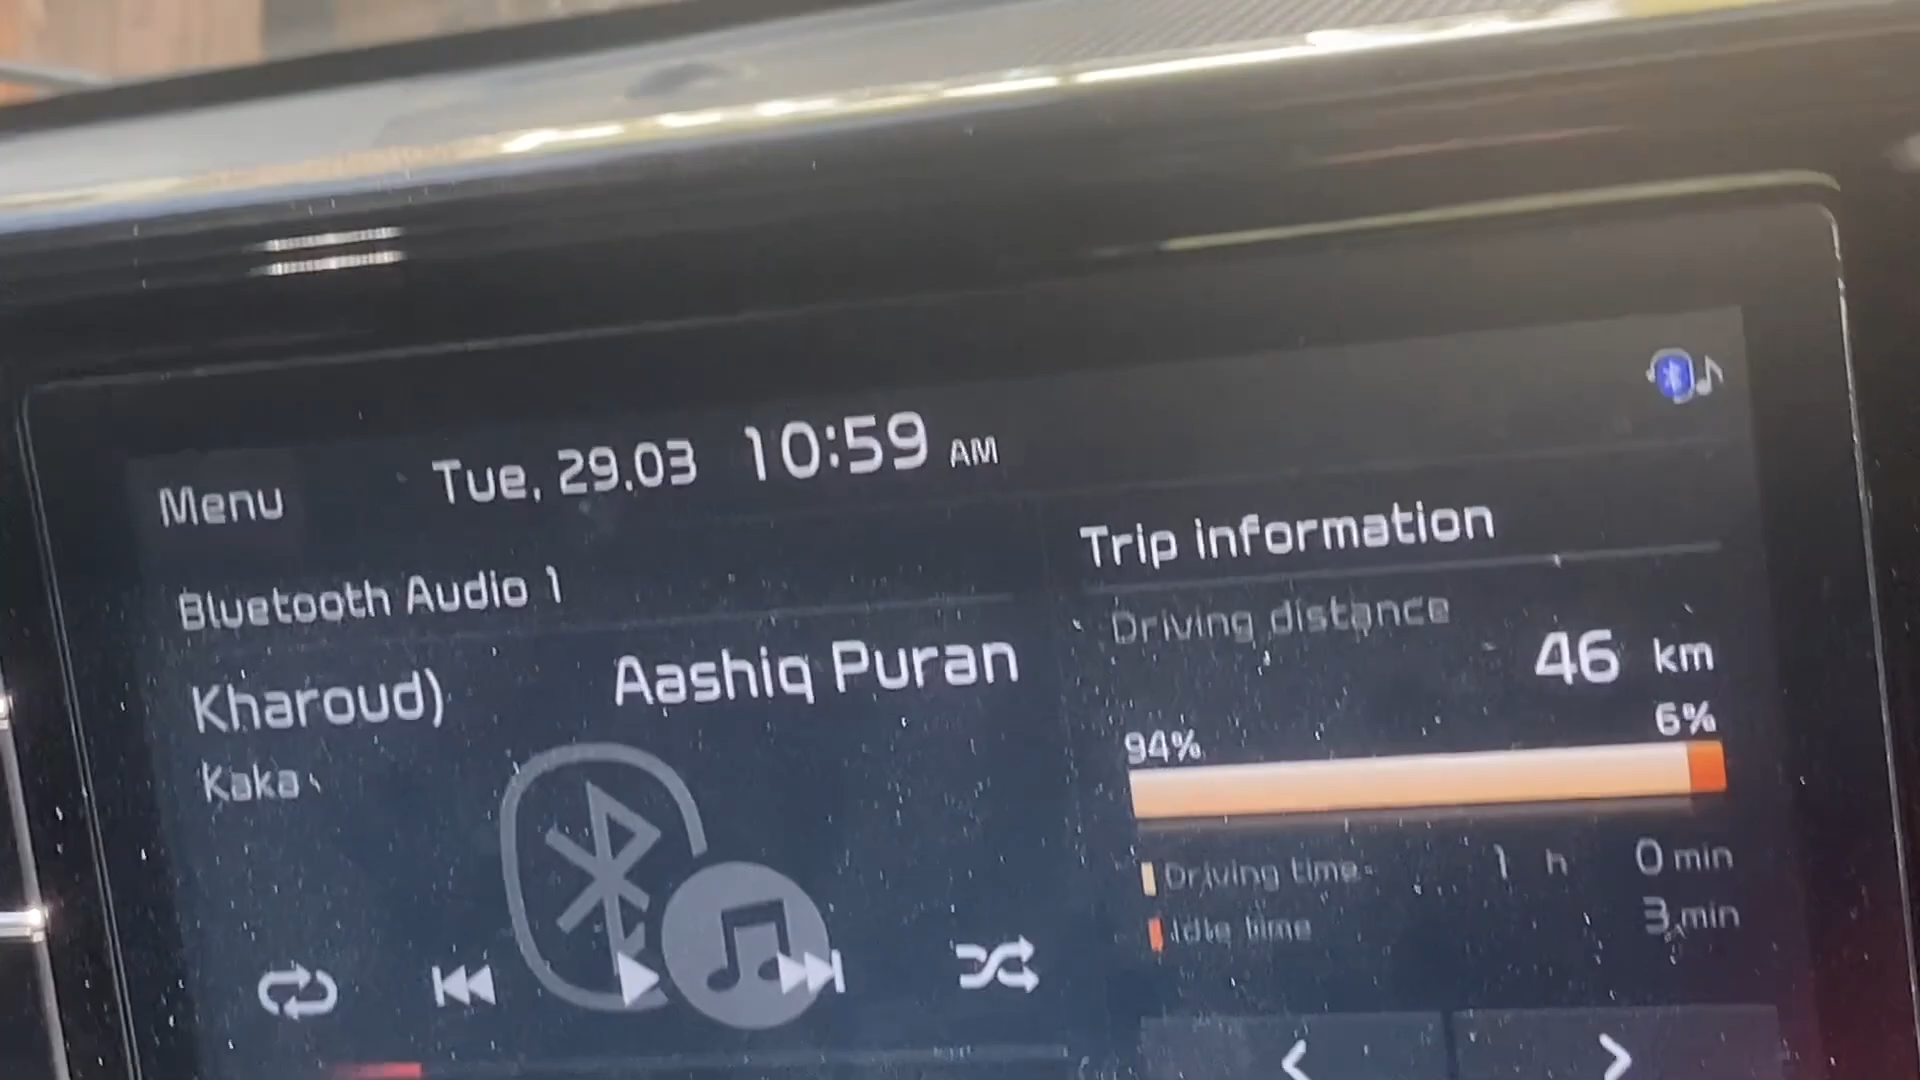 Menu
Tue, 29.03 10:59 AM
Bluetooth Audio 1
Kharoud) Aashiq Puran
Kaka
Trip information
Driving distance
46 km
94% 6%
Driving time 1 h 0 min
Idle time 3 min